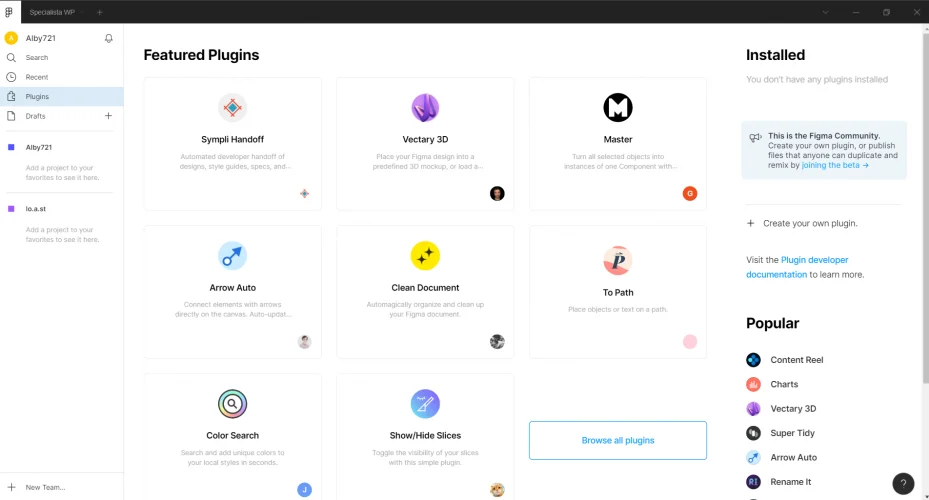 Specialista WP
A
Alby721
Search
Recent
Plugins
Drafts
Alby721
Add a project to your
favorites to see it here.
lo.a.st
Add a project to your
favorites to see it here.
New Team...
Featured Plugins
Sympli Handoff
Automated developer handoff of
designs, style guides, specs, and...
Vectary 3D
Place your Figma design into a
predefined 3D mockup, or load a...
Master
Turn all selected objects into
instances of one Component with...
G
Arrow Auto
Connect elements with arrows
directly on the canvas. Auto-updat...
Clean Document
Automagically organize and clean up
your Figma document.
To Path
Place objects or text on a path.
Color Search
Search and add unique colors to
your local styles in seconds.
J
Show/Hide Slices
Toggle the visibility of your slices
with this simple plugin.
Browse all plugins
Installed
You don't have any plugins installed
This is the Figma Community.
Create your own plugin, or publish
files that anyone can duplicate and
remix by joining the beta →
Create your own plugin.
Visit the Plugin developer
documentation to learn more.
Popular
Content Reel
Charts
Vectary 3D
Super Tidy
Arrow Auto
RI Rename It
?